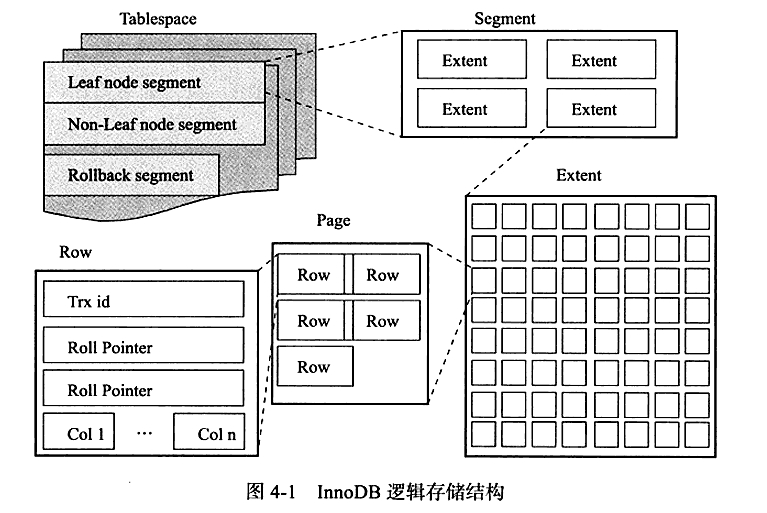 Tablespace
Leaf node segment
Non-Leaf node segment
Rollback segment
Segment
Extent Extent
Extent Extent
Extent
Page
Row Row
Row Row
Row
Row
Trx id
Roll Pointer
Roll Pointer
Col 1 … Col n
图 4-1 InnoDB 逻辑存储结构